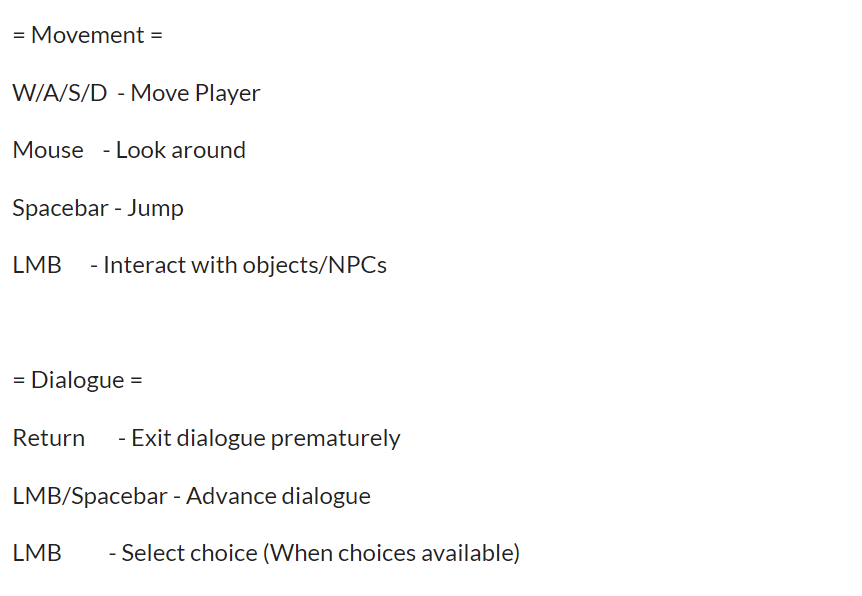 = Movement =
W/A/S/D - Move Player
Mouse - Look around
Spacebar - Jump
LMB - Interact with objects/NPCs
= Dialogue =
Return - Exit dialogue prematurely
LMB/Spacebar - Advance dialogue
LMB - Select choice (When choices available)